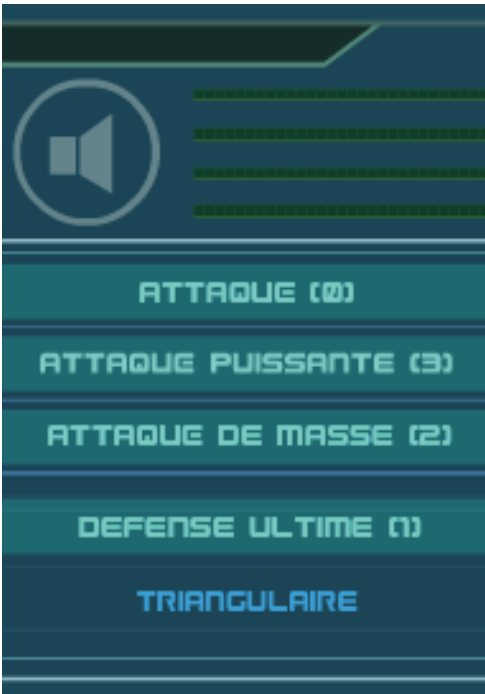 ATTAQUE (0)
ATTAQUE PUISSANTE (3)
ATTAQUE DE MASSE (2)
DEFENSE ULTIME (1)
TRIANGULAIRE